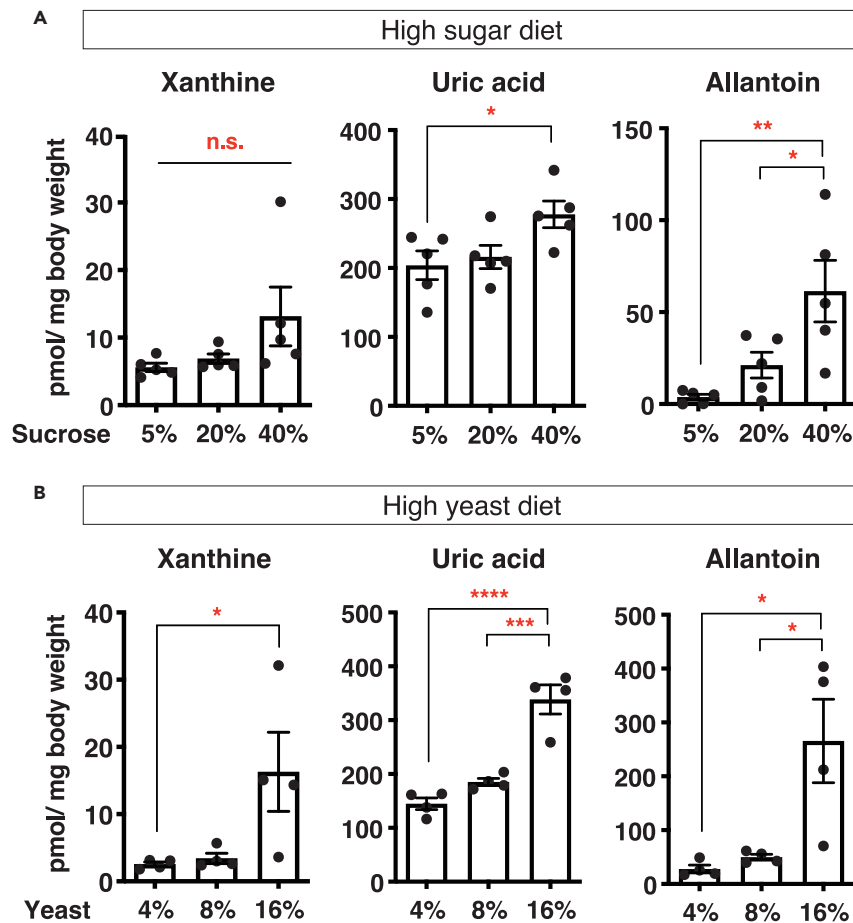 A
High sugar diet
Xanthine
Uric acid
Allantoin
pmol/ mg body weight
40
30
20
10
0
n.s.
400
300
200
100
0
*
150
100
50
0
**
*
Sucrose 5% 20% 40%
5% 20% 40%
5% 20% 40%
B
High yeast diet
Xanthine
Uric acid
Allantoin
pmol/ mg body weight
40
30
20
10
0
*
500
400
300
200
100
0
****
***
500
400
300
200
100
0
*
*
Yeast 4% 8% 16%
4% 8% 16%
4% 8% 16%